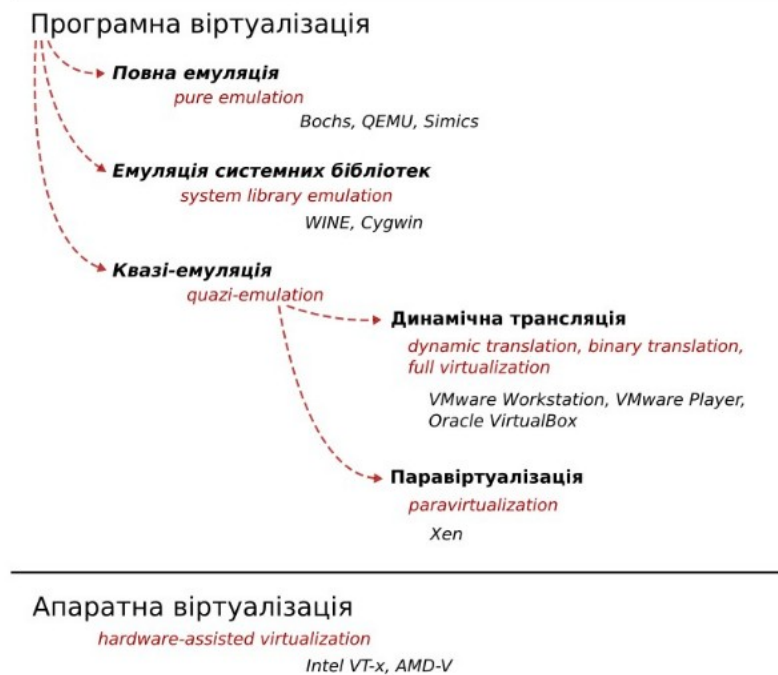 Програмна віртуалізація
Повна емуляція
pure emulation
Bochs, QEMU, Simics
Емуляція системних бібліотек
system library emulation
WINE, Cygwin
Квазі-емуляція
quazi-emulation
Динамічна трансляція
dynamic translation, binary translation,
full virtualization
VMware Workstation, VMware Player,
Oracle VirtualBox
Паравіртуалізація
paravirtualization
Xen
Апаратна віртуалізація
hardware-assisted virtualization
Intel VT-x, AMD-V